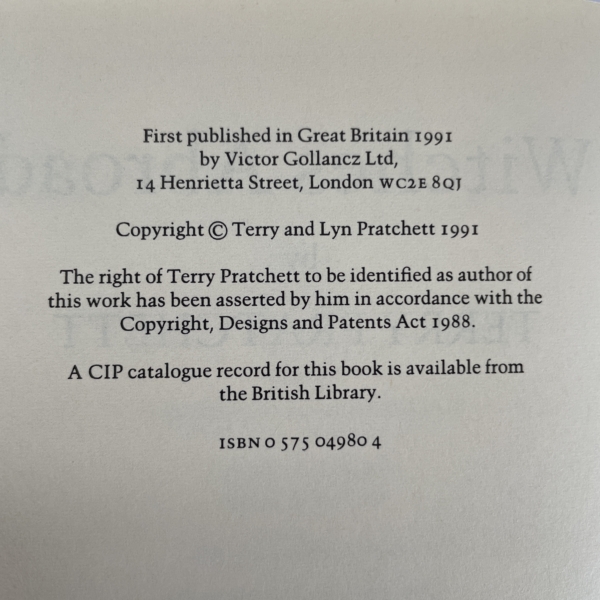 First published in Great Britain 1991
by Victor Gollancz Ltd,
14 Henrietta Street, London WC2E 8QJ
Copyright © Terry and Lyn Pratchett 1991
The right of Terry Pratchett to be identified as author of
this work has been asserted by him in accordance with the
Copyright, Designs and Patents Act 1988.
A CIP catalogue record for this book is available from
the British Library.
ISBN 0 575 04980 4